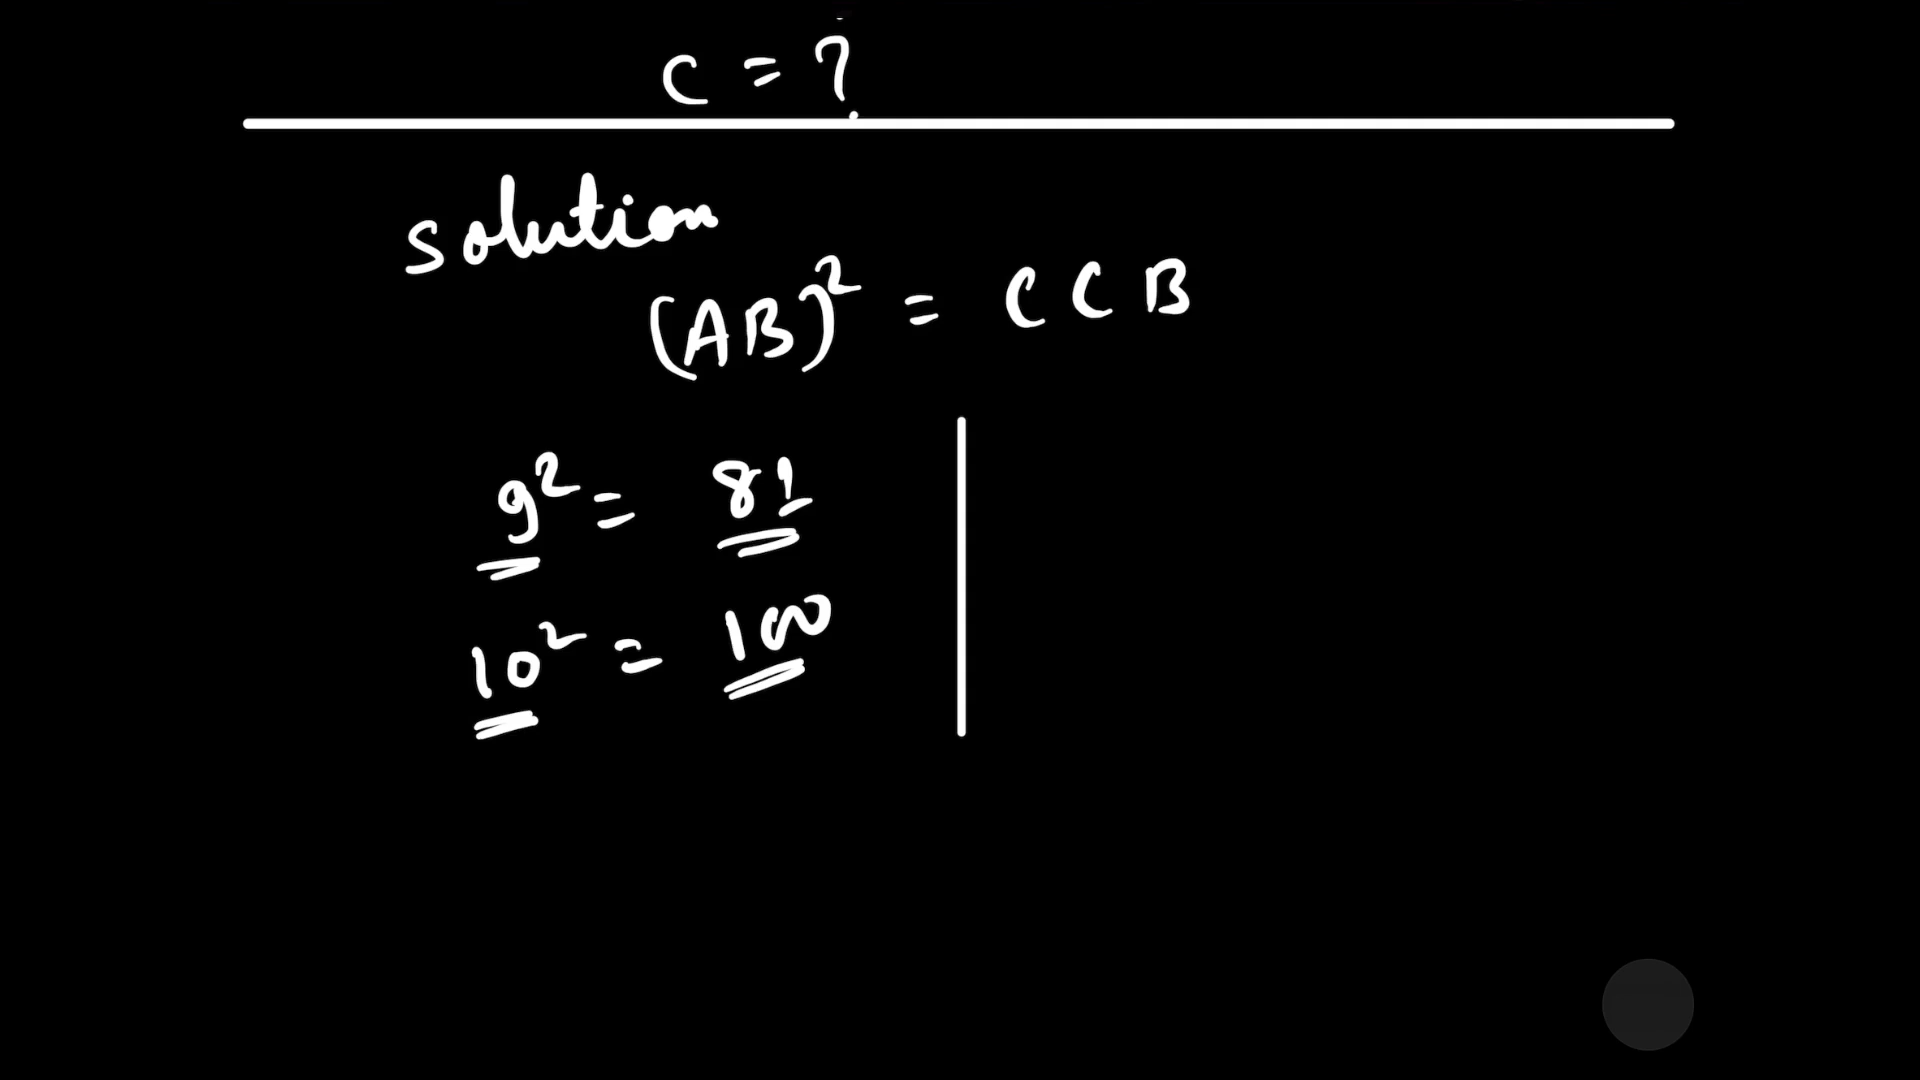 C = ?
Solution
(AB)² = CCB
9² = 81
10² = 100